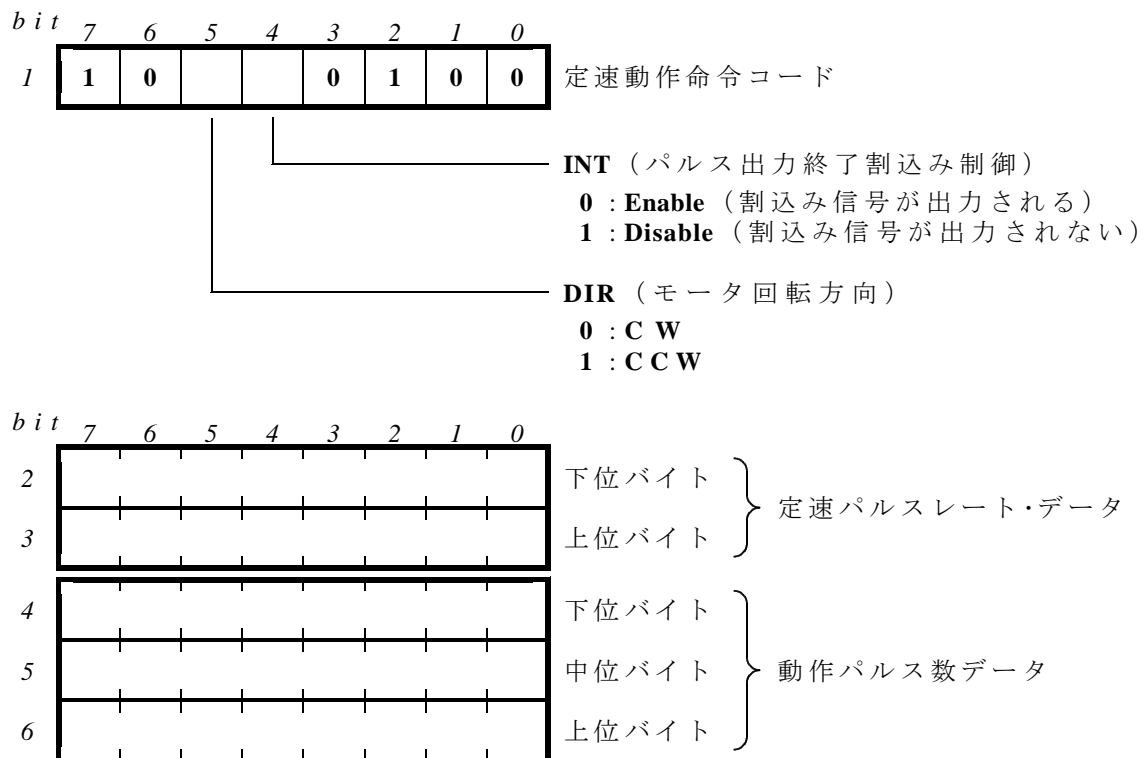 bit 7 6 5 4 3 2 1 0
1 1 0 0 1 0 0 定速動作命令コード
INT（パルス出力終了割込み制御）
0 : Enable（割込み信号が出力される）
1 : Disable（割込み信号が出力されない）
DIR（モータ回転方向）
0 : CW
1 : CCW
bit 7 6 5 4 3 2 1 0
2 下位バイト
定速パルスレート・データ
3 上位バイト
4 下位バイト
5 中位バイト 動作パルス数データ
6 上位バイト